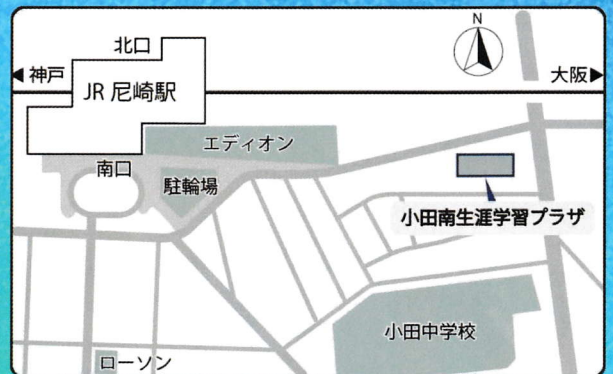 N
北口
◀神戸
大阪▶
JR尼崎駅
エディオン
南口
駐輪場
小田南生涯学習プラザ
小田中学校
ローソン